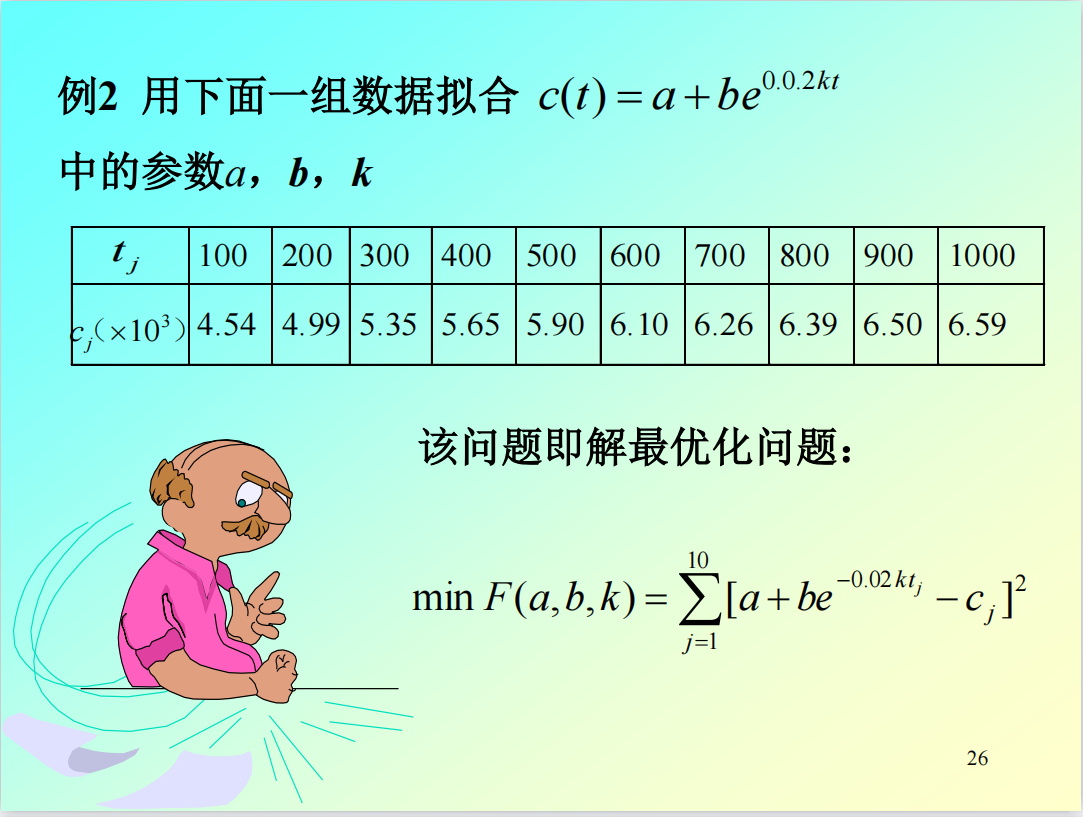 例2 用下面一组数据拟合 c(t) = a + be^{0.0.2kt}
中的参数a，b，k
t_j 100 200 300 400 500 600 700 800 900 1000
c_j（×10^3） 4.54 4.99 5.35 5.65 5.90 6.10 6.26 6.39 6.50 6.59
该问题即解最优化问题：
min F(a,b,k) = \sum_{j=1}^{10} [a + be^{-0.02kt_j} - c_j]^2
26